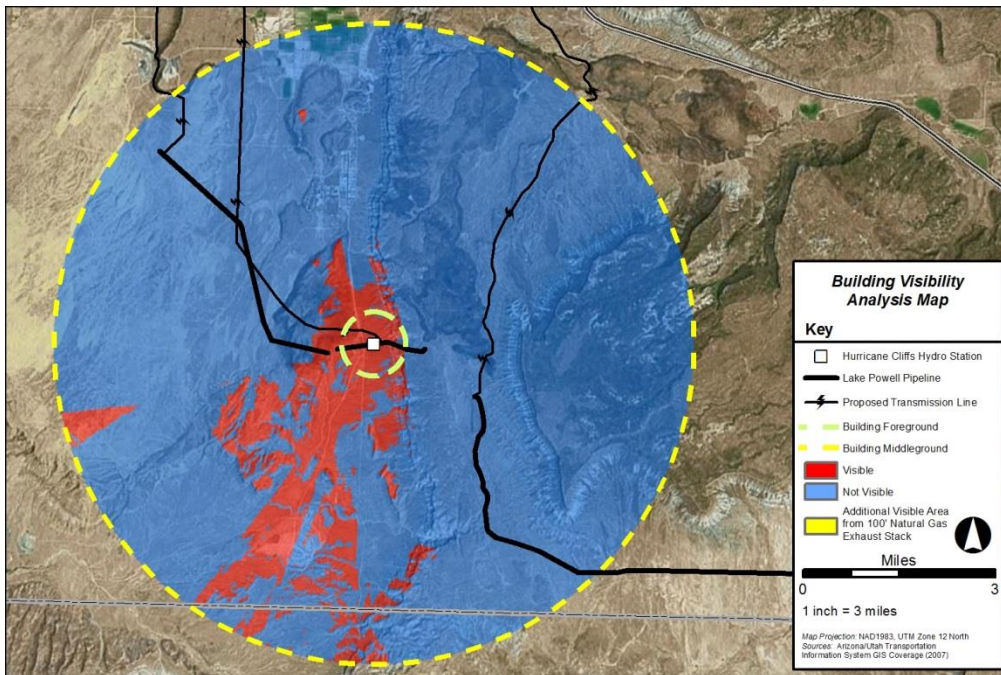 Building Visibility
Analysis Map
Key
Hurricane Cliffs Hydro Station
Lake Powell Pipeline
Proposed Transmission Line
Building Foreground
Building Middleground
Visible
Not Visible
Additional Visible Area
from 100' Natural Gas
Exhaust Stack
Miles
0 3
1 inch = 3 miles
Map Projection: NAD1983, UTM Zone 12 North
Sources: Arizona/Utah Transportation
Information System GIS Coverage (2007)